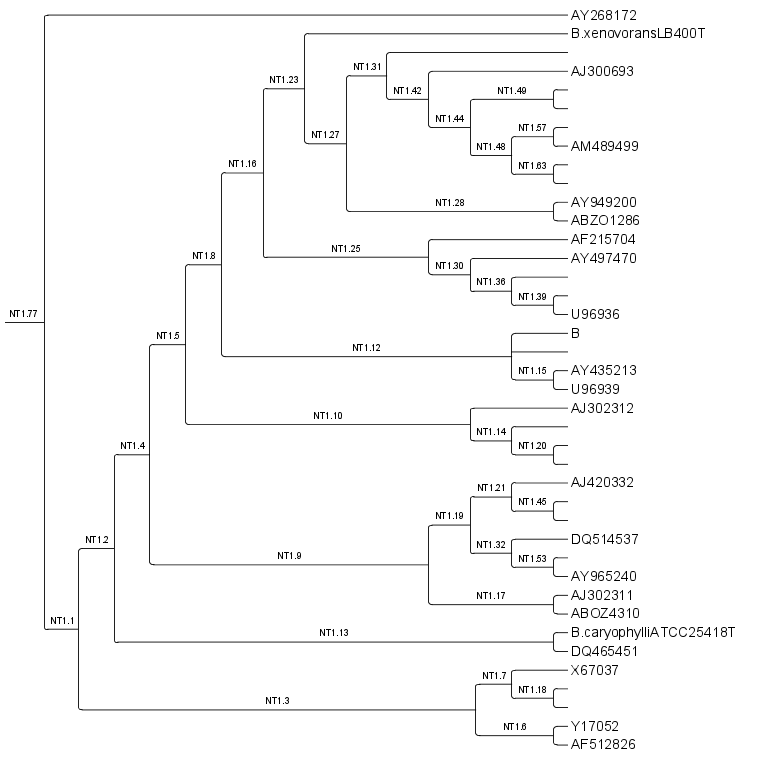 AY268172
B.xenovoransLB400T
NT1.31
AJ300693
NT1.23
NT1.42
NT1.49
NT1.44
NT1.57
NT1.27
NT1.48
AM489499
NT1.16
NT1.63
NT1.28
AY949200
ABZO1286
AF215704
NT1.25
NT1.8
AY497470
NT1.30
NT1.36
NT1.39
NT1.77
U96936
B
NT1.5
NT1.12
NT1.15
AY435213
U96939
AJ302312
NT1.10
NT1.14
NT1.4
NT1.20
AJ420332
NT1.21
NT1.45
NT1.19
DQ514537
NT1.2
NT1.32
NT1.9
NT1.53
AY965240
AJ302311
NT1.17
ABOZ4310
NT1.1
NT1.13
B.caryophylliATCC25418T
DQ465451
X67037
NT1.7
NT1.18
NT1.3
Y17052
NT1.6
AF512826